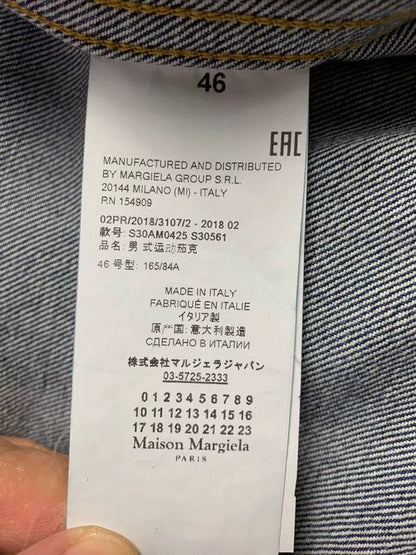 46
EAC
MANUFACTURED AND DISTRIBUTED
BY MARGIELA GROUP S.R.L.
20144 MILANO (MI) - ITALY
RN 154909
02PR/2018/3107/2 - 2018 02
款号: S30AM0425 S30561
品名: 男 式运动茄克
46 号型: 165/84A
MADE IN ITALY
FABRIQUÉ EN ITALIE
イタリア製
原产国: 意大利製造
СДЕЛАНО В ИТАЛИИ
株式会社マルジェラジャパン
03-5725-2333
0 1 2 3 4 5 6 7 8 9
10 11 12 13 14 15 16
17 18 19 20 21 22 23
Maison Margiela
PARIS